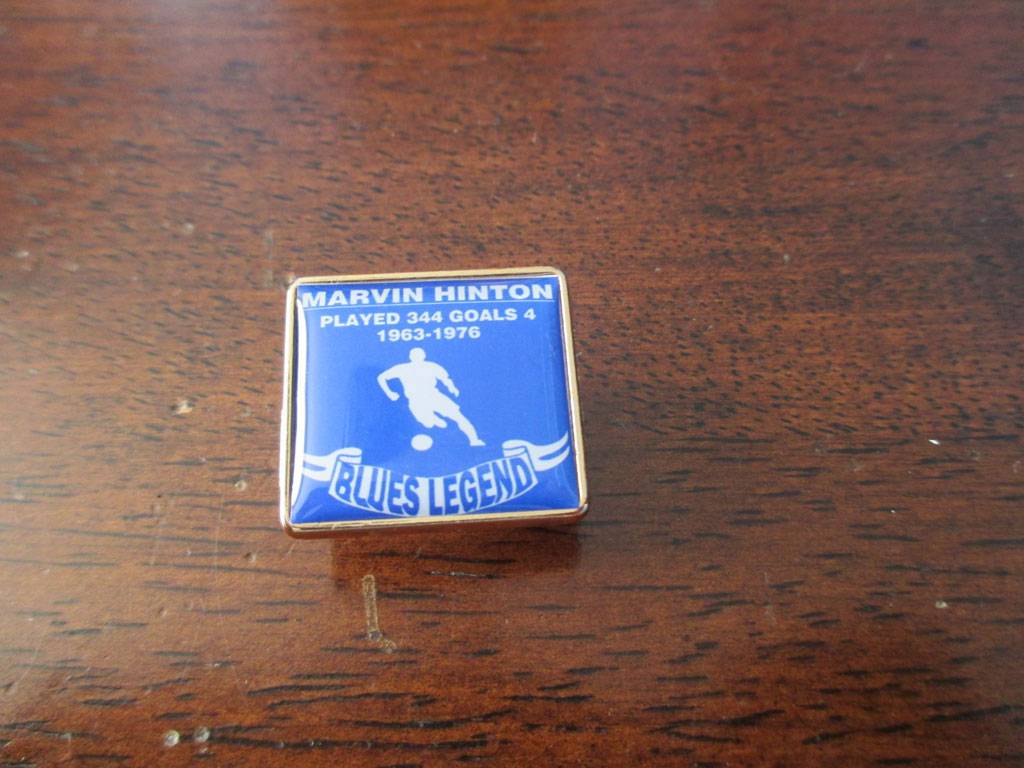 MARVIN HINTON
PLAYED 344 GOALS 4
1963-1976
BLUES LEGEND